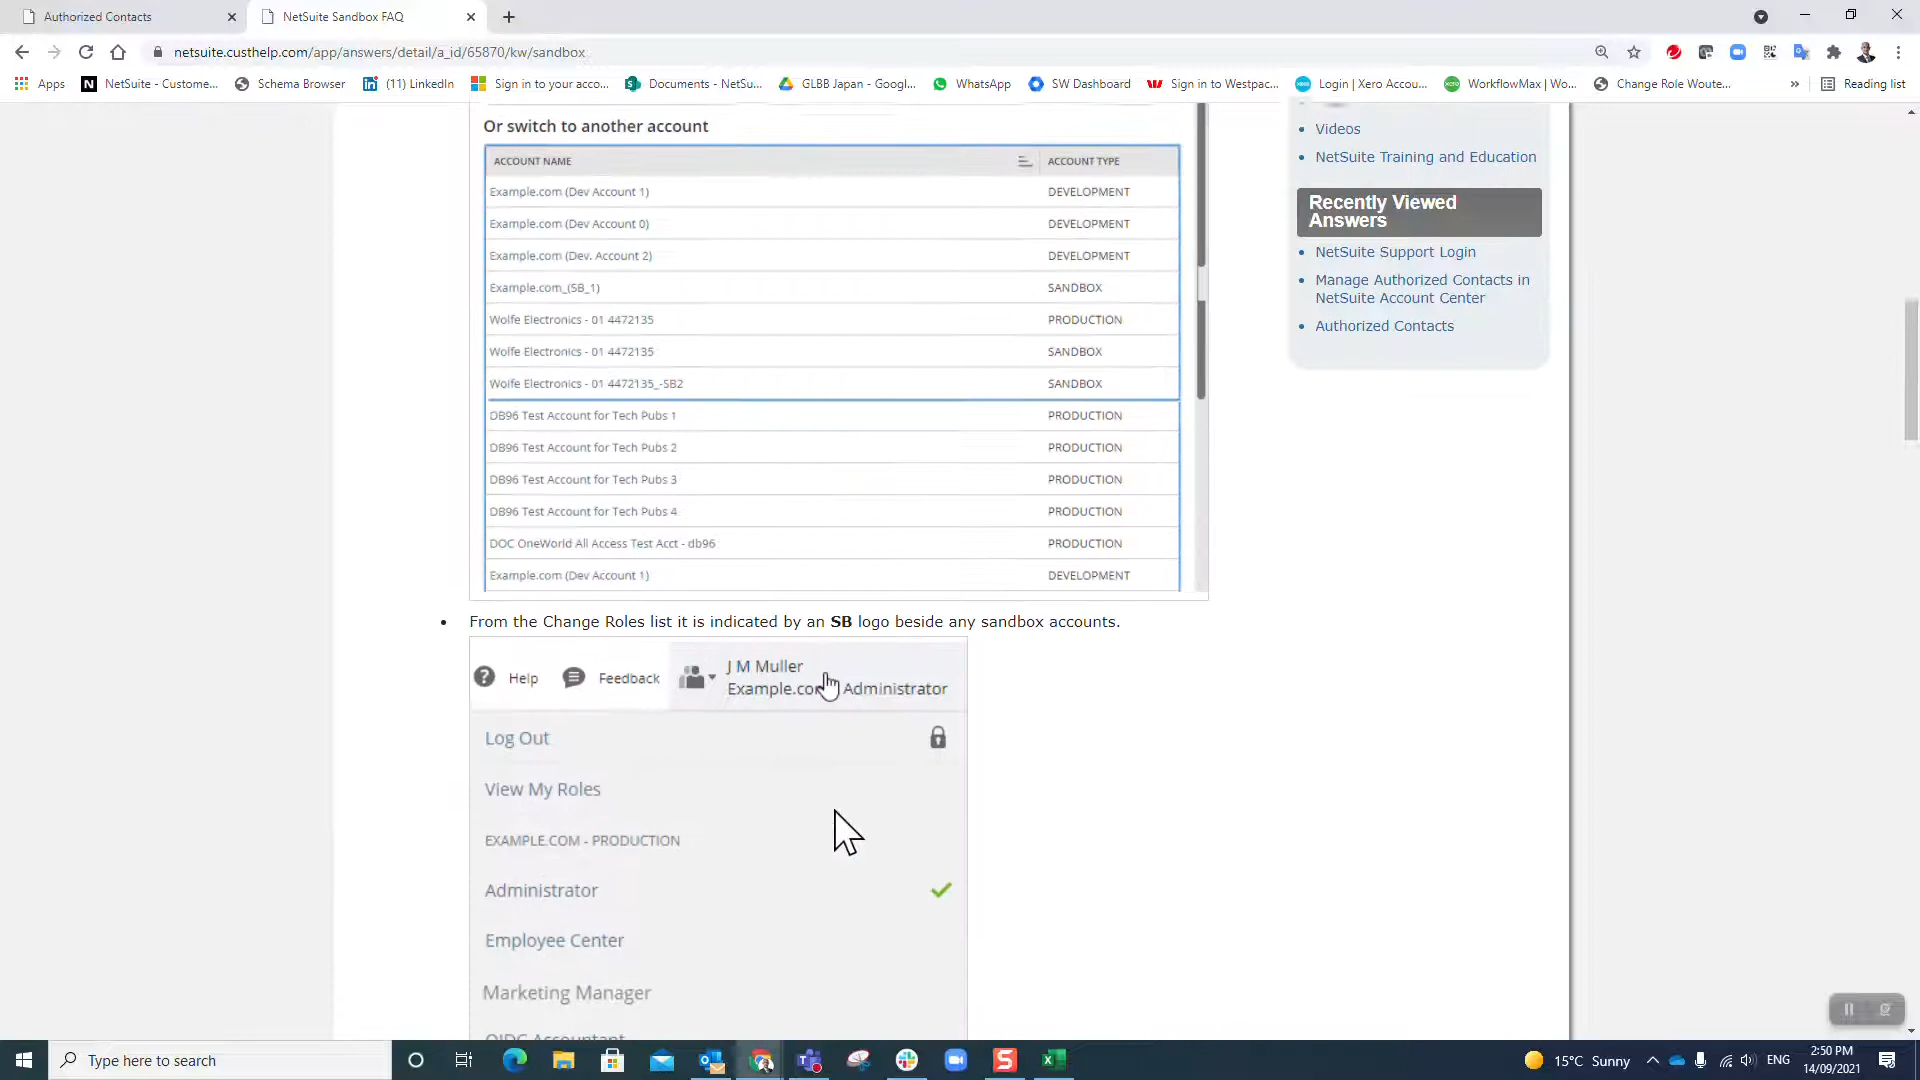 Authorized Contacts
NetSuite Sandbox FAQ
netsuite.custhelp.com/app/answers/detail/a_id/65870/kw/sandbox
Apps
NetSuite - Custome...
Schema Browser
(11) LinkedIn
Sign in to your acco...
Documents - NetSu...
GLBB Japan - Googl...
WhatsApp
SW Dashboard
Sign in to Westpac...
Login | Xero Accou...
WorkflowMax | Wo...
Change Role Woute...
»
Reading list
Or switch to another account
ACCOUNT NAME ACCOUNT TYPE
Example.com (Dev Account 1) DEVELOPMENT
Example.com (Dev Account 0) DEVELOPMENT
Example.com (Dev. Account 2) DEVELOPMENT
Example.com_(SB_1) SANDBOX
Wolfe Electronics - 01 4472135 PRODUCTION
Wolfe Electronics - 01 4472135 SANDBOX
Wolfe Electronics - 01 4472135_-SB2 SANDBOX
DB96 Test Account for Tech Pubs 1 PRODUCTION
DB96 Test Account for Tech Pubs 2 PRODUCTION
DB96 Test Account for Tech Pubs 3 PRODUCTION
DB96 Test Account for Tech Pubs 4 PRODUCTION
DOC OneWorld All Access Test Acct - db96 PRODUCTION
Example.com (Dev Account 1) DEVELOPMENT
• From the Change Roles list it is indicated by an SB logo beside any sandbox accounts.
Help
Feedback
J M Muller
Administrator
Log Out
View My Roles
EXAMPLE.COM - PRODUCTION
Administrator
Employee Center
Marketing Manager
• Videos
• NetSuite Training and Education
Recently Viewed
Answers
• NetSuite Support Login
• Manage Authorized Contacts in
NetSuite Account Center
• Authorized Contacts
Type here to search
15°C Sunny
ENG
2:50 PM
14/09/2021